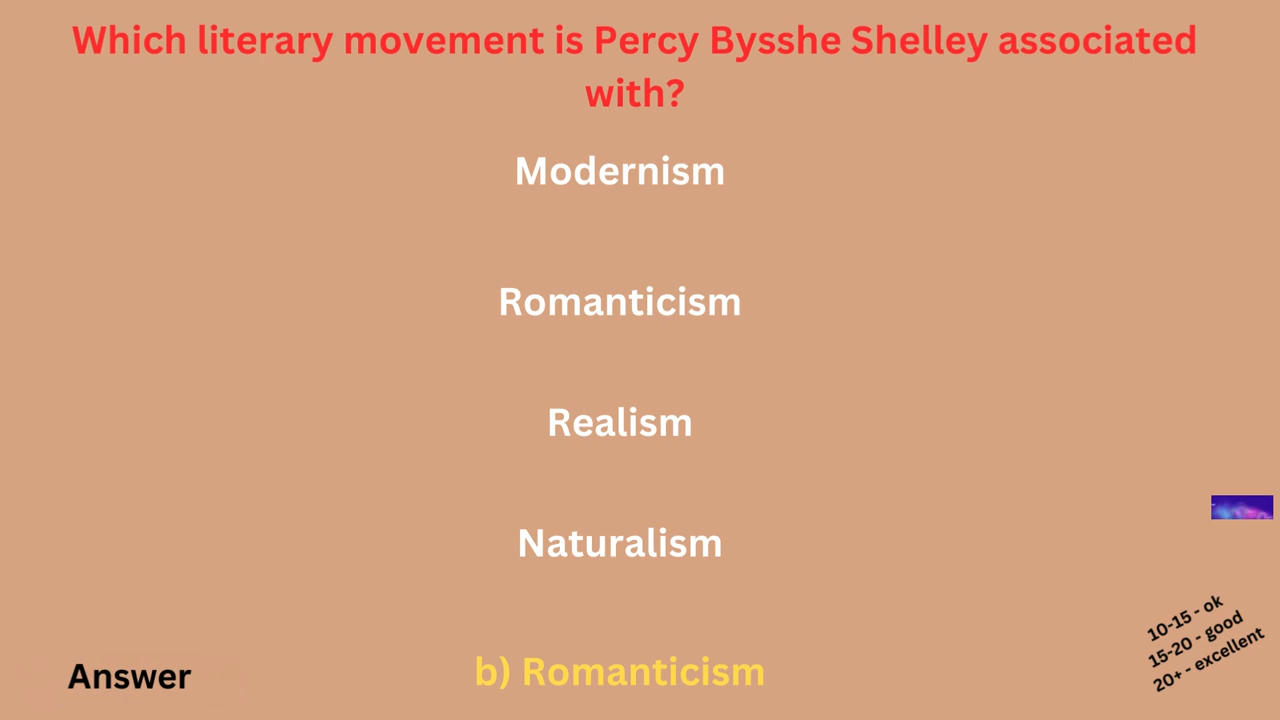 Which literary movement is Percy Bysshe Shelley associated
with?
Modernism
Romanticism
Realism
Naturalism
Answer
b) Romanticism
10-15 - ok
15-20 - good
20+ - excellent